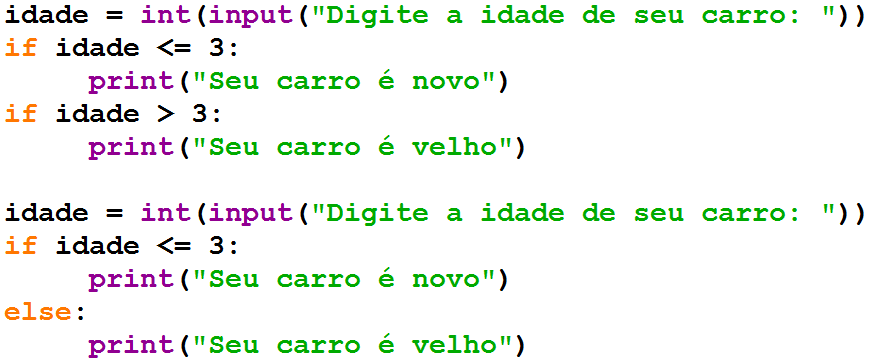 idade = int(input("Digite a idade de seu carro: "))
if idade <= 3:
     print("Seu carro é novo")
if idade > 3:
     print("Seu carro é velho")

idade = int(input("Digite a idade de seu carro: "))
if idade <= 3:
     print("Seu carro é novo")
else:
     print("Seu carro é velho")